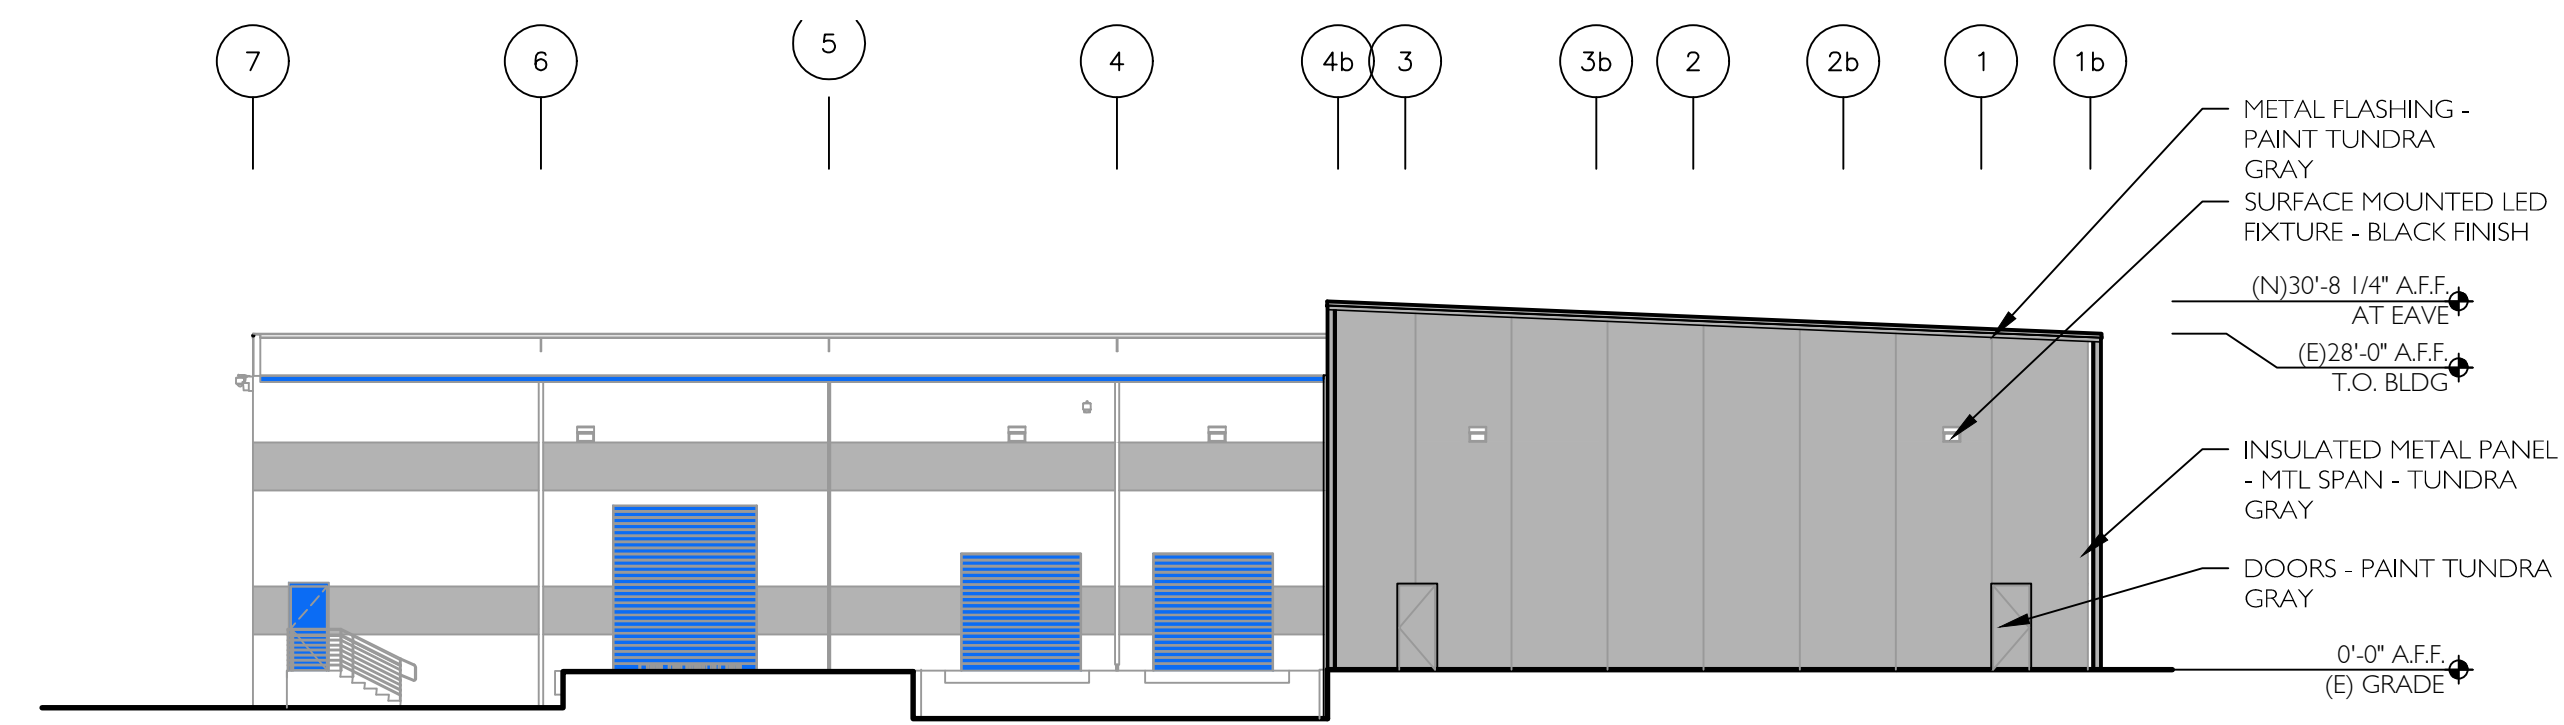 7
6
5
4
4b
3
3b
2
2b
1
1b
METAL FLASHING -
PAINT TUNDRA
GRAY
SURFACE MOUNTED LED
FIXTURE - BLACK FINISH
(N)30'-8 1/4" A.F.F.
AT EAVE
(E)28'-0" A.F.F.
T.O. BLDG
INSULATED METAL PANEL
- MTL SPAN - TUNDRA
GRAY
DOORS - PAINT TUNDRA
GRAY
0'-0" A.F.F.
(E) GRADE